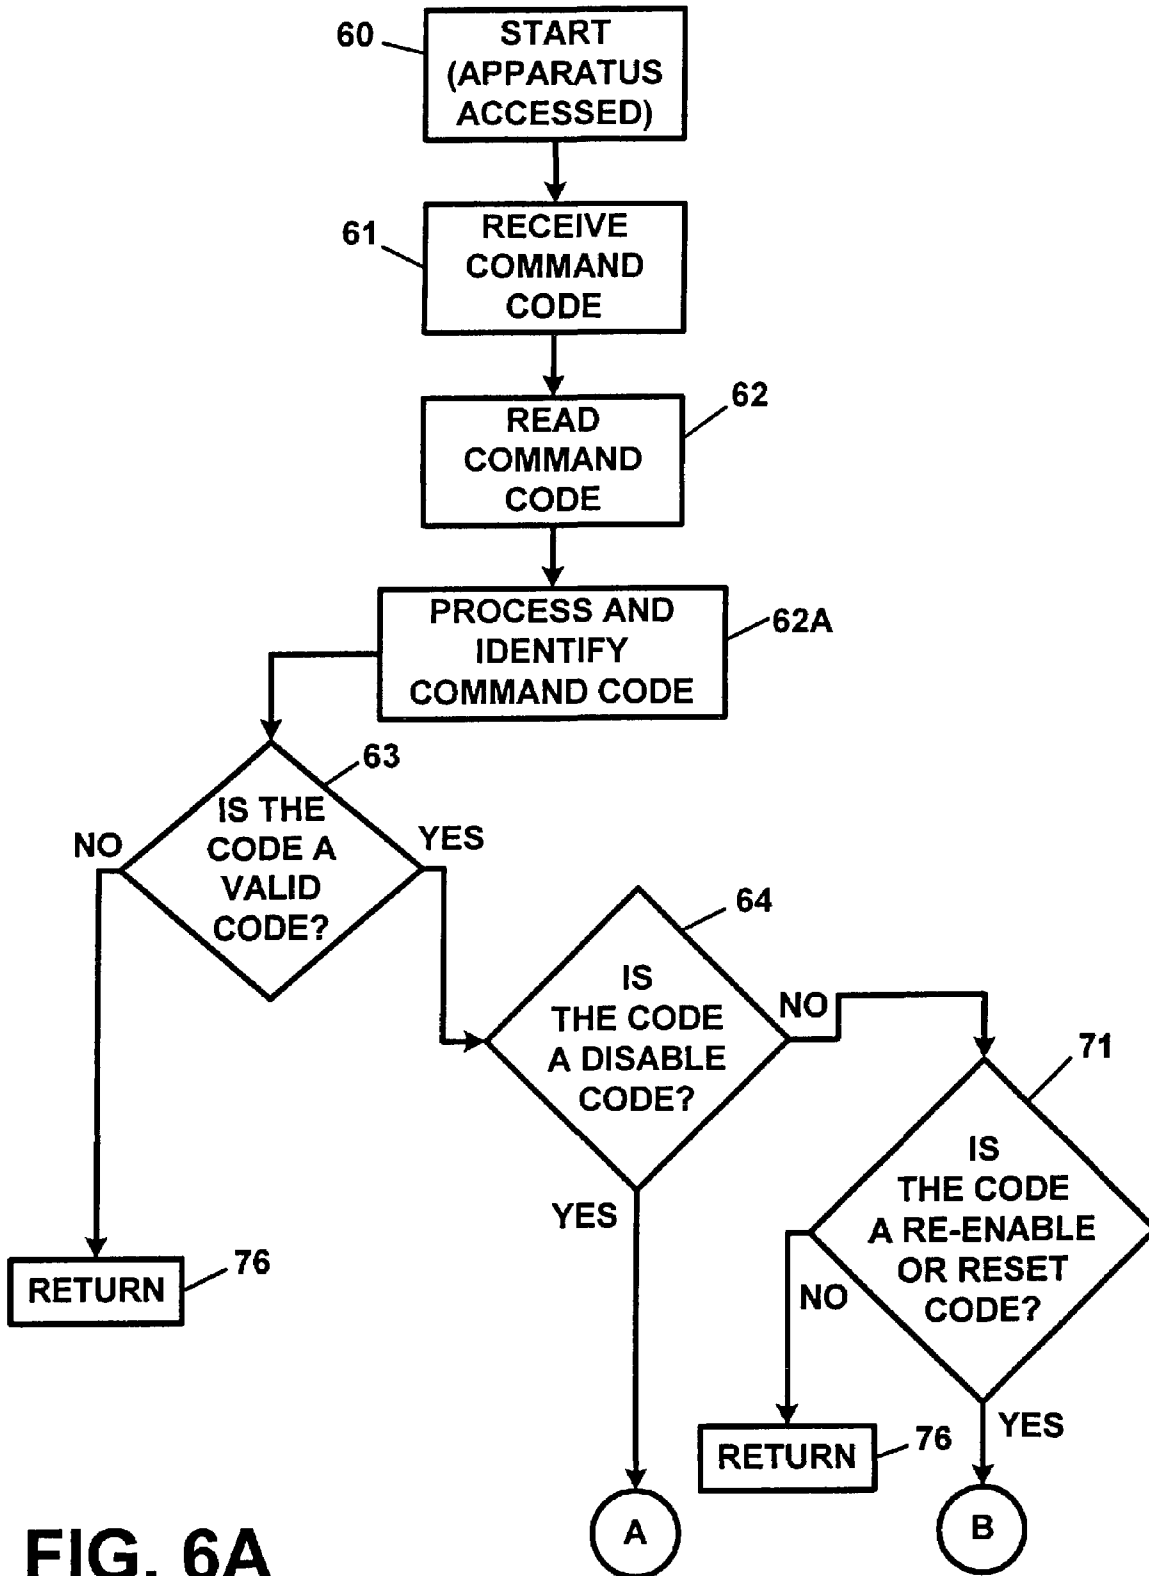 60
START
(APPARATUS
ACCESSED)
61
RECEIVE
COMMAND
CODE
62
READ
COMMAND
CODE
62A
PROCESS AND
IDENTIFY
COMMAND CODE
63
IS THE
CODE A
VALID
CODE?
NO
YES
64
IS
THE CODE
A DISABLE
CODE?
NO
YES
71
IS
THE CODE
A RE-ENABLE
OR RESET
CODE?
NO
YES
RETURN
76
RETURN
76
A
B
FIG. 6A